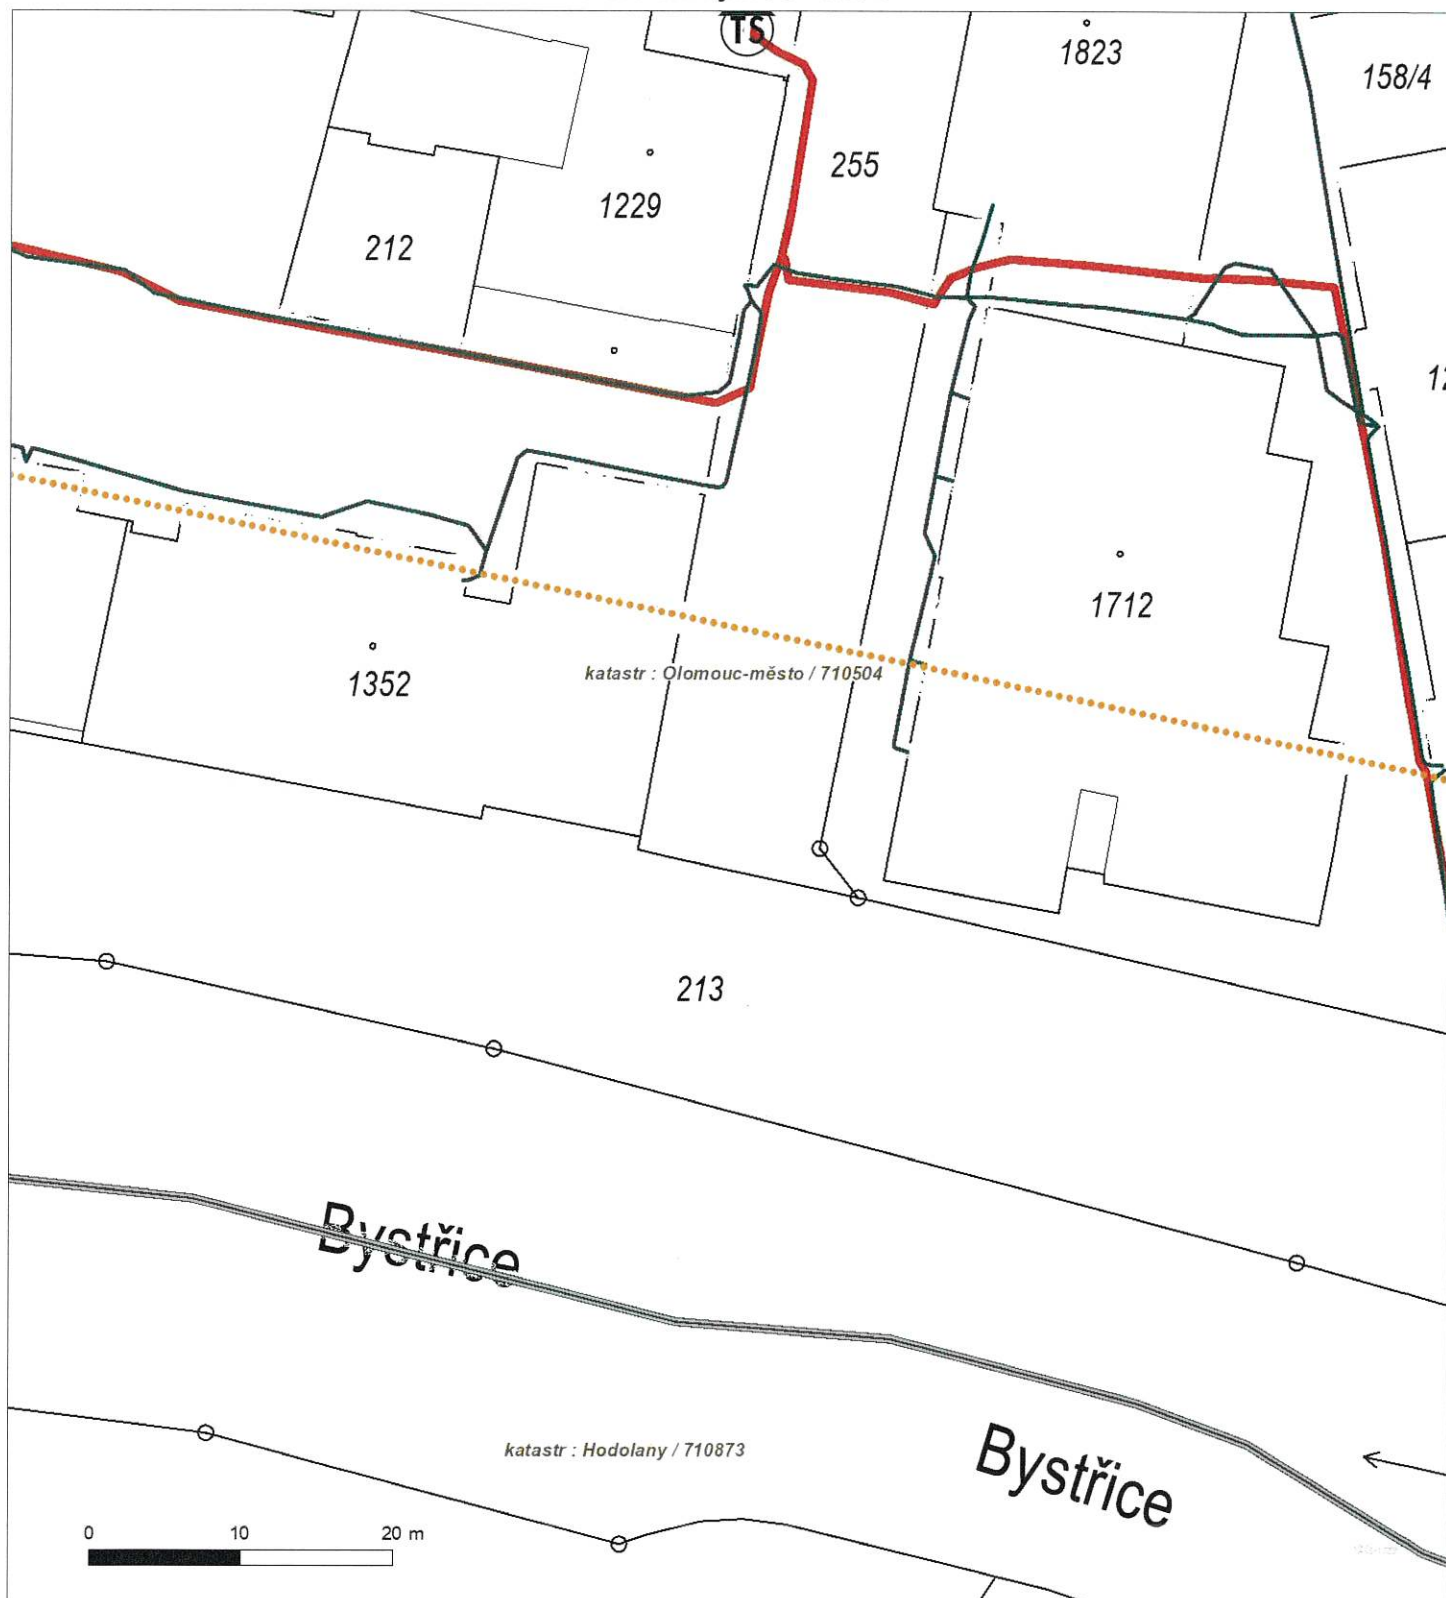 TS
1823
158/4
255
1229
212
1712
katastr : Olomouc-město / 710504
1352
213
Bystřice
katastr : Hodolany / 710873
Bystřice
0 10 20 m